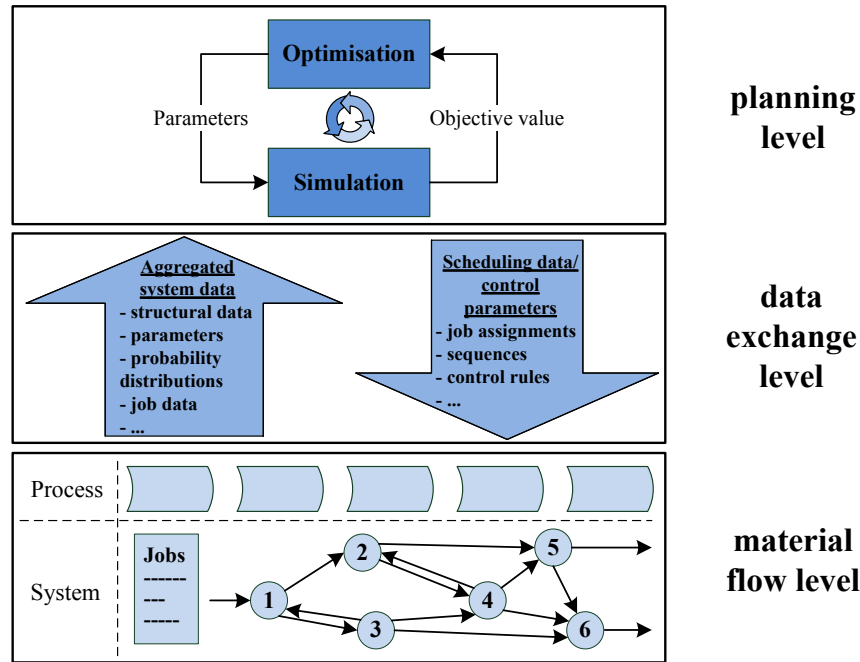 Optimisation
Parameters
Objective value
Simulation
planning
level
Aggregated
system data
- structural data
- parameters
- probability
distributions
- job data
- ...
Scheduling data/
control
parameters
- job assignments
- sequences
- control rules
- ...
data
exchange
level
Process
System
Jobs
------
---
-----
1
2
3
4
5
6
material
flow level